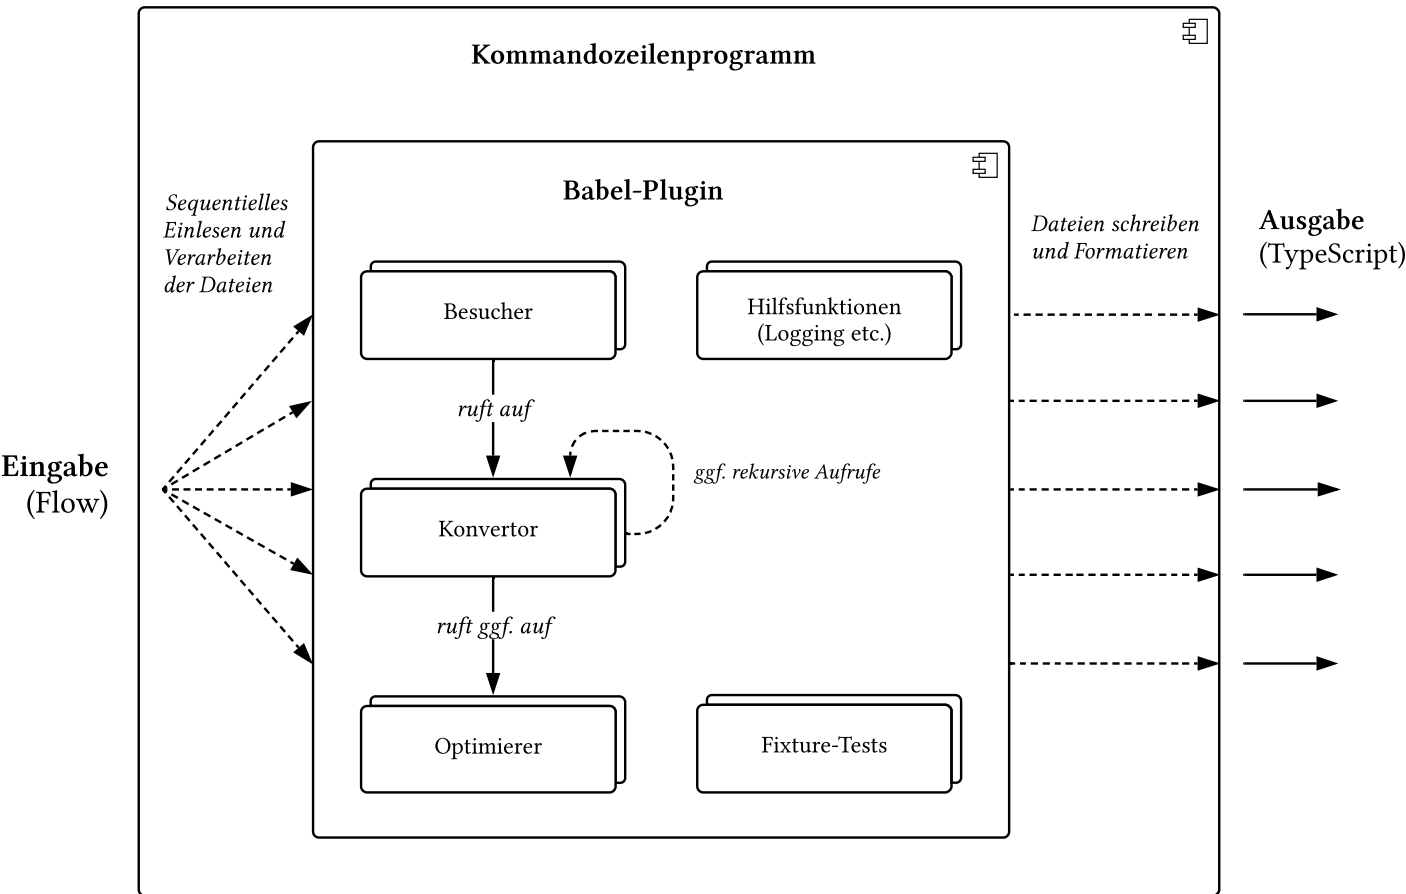 Kommandozeilenprogramm
Babel-Plugin
Sequentielles
Einlesen und
Verarbeiten
der Dateien
Dateien schreiben
und Formatieren
Ausgabe
(TypeScript)
Besucher
Hilfsfunktionen
(Logging etc.)
ruft auf
Eingabe
(Flow)
ggf. rekursive Aufrufe
Konvertor
ruft ggf. auf
Optimierer
Fixture-Tests